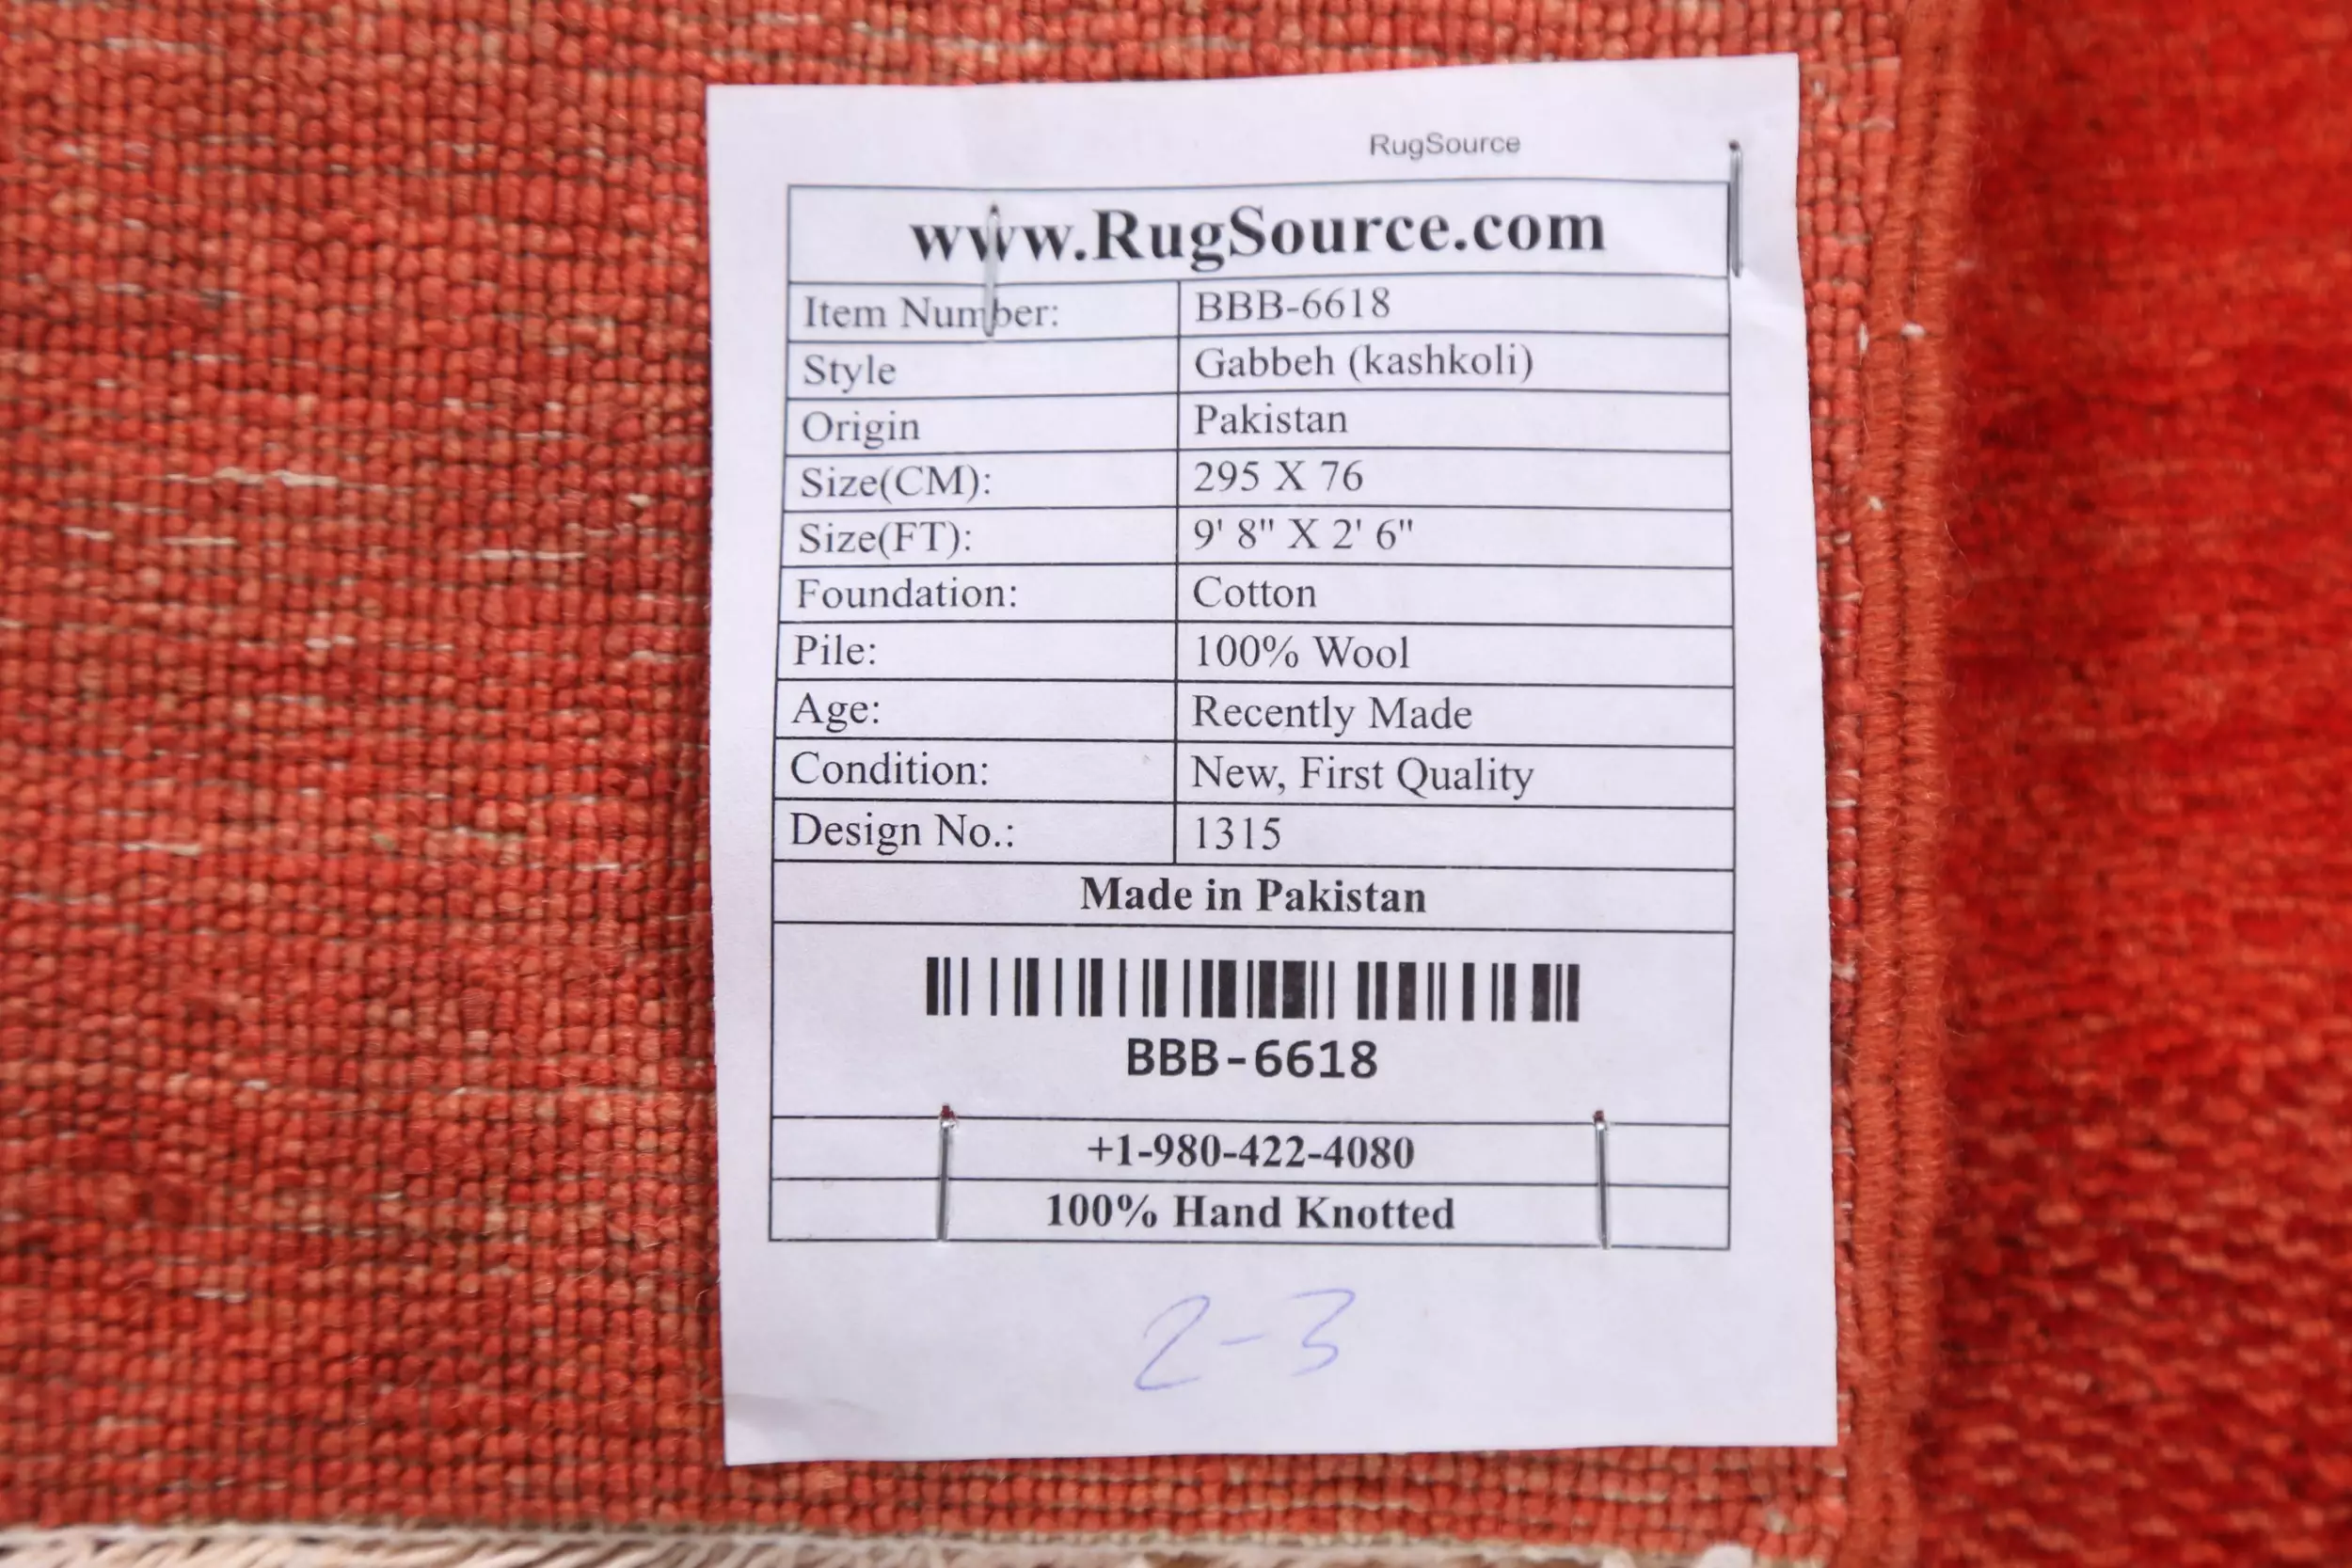 RugSource
www.RugSource.com
Item Number: BBB-6618
Style Gabbeh (kashkoli)
Origin Pakistan
Size(CM): 295 X 76
Size(FT): 9' 8" X 2' 6"
Foundation: Cotton
Pile: 100% Wool
Age: Recently Made
Condition: New, First Quality
Design No.: 1315
Made in Pakistan
BBB-6618
+1-980-422-4080
100% Hand Knotted
2-3